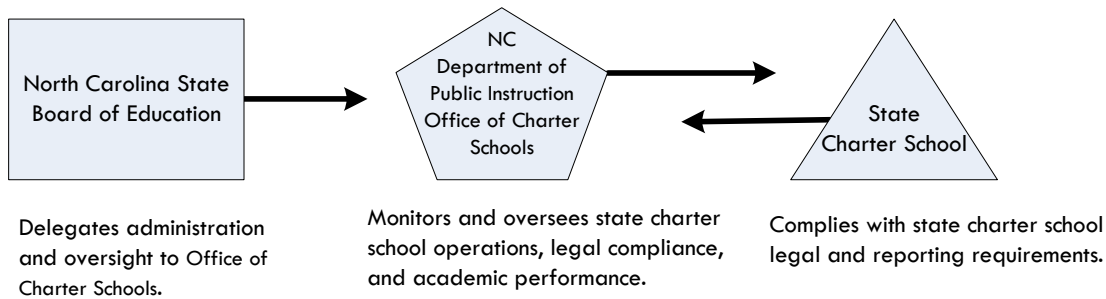 North Carolina State
Board of Education
NC
Department of
Public Instruction
Office of Charter
Schools
State
Charter School
Delegates administration
and oversight to Office of
Charter Schools.
Monitors and oversees state charter
school operations, legal compliance,
and academic performance.
Complies with state charter school
legal and reporting requirements.